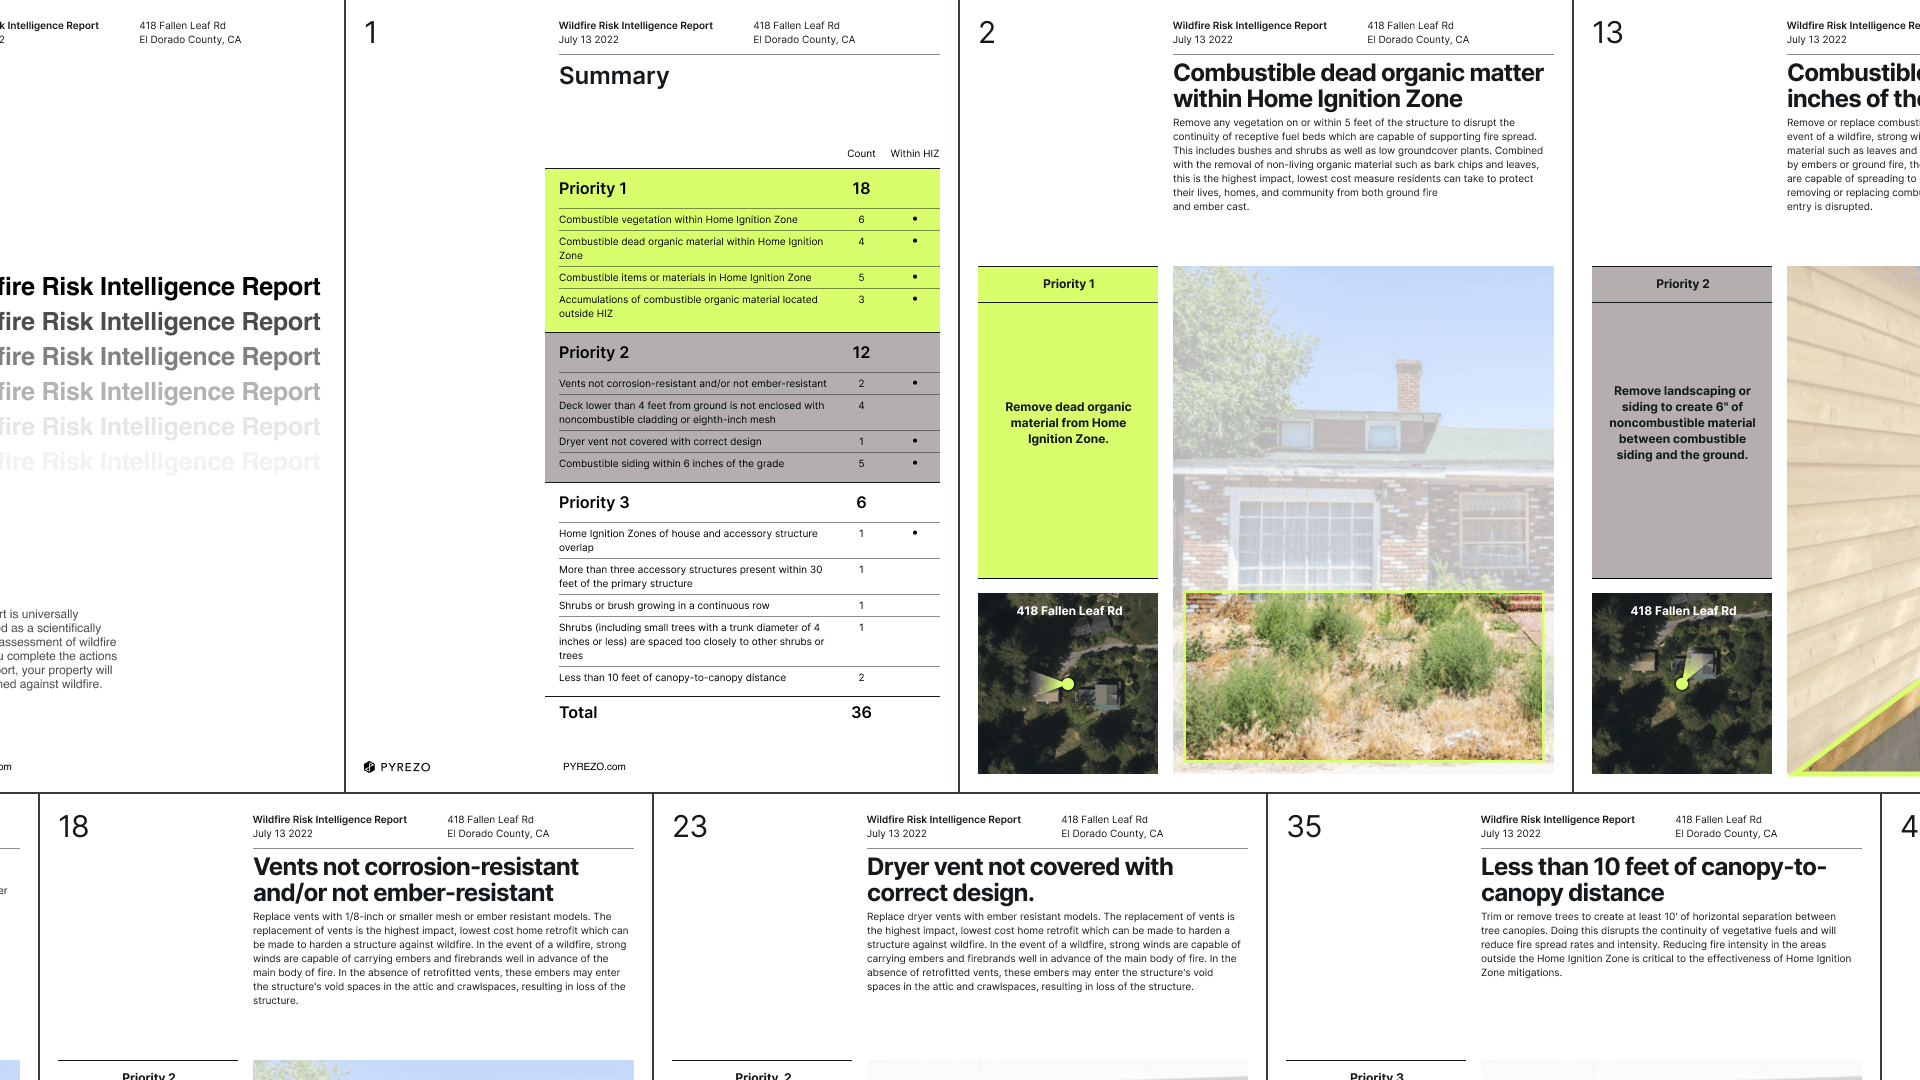 k Intelligence Report
2
418 Fallen Leaf Rd
El Dorado County, CA
fire Risk Intelligence Report
fire Risk Intelligence Report
fire Risk Intelligence Report
fire Risk Intelligence Report
fire Risk Intelligence Report
fire Risk Intelligence Report
rt is universally
ed as a scientifically
assessment of wildfire
u complete the actions
ort, your property will
ned against wildfire.
om
1
Wildfire Risk Intelligence Report
July 13 2022
418 Fallen Leaf Rd
El Dorado County, CA
Summary
Count Within HIZ
Priority 1 18
Combustible vegetation within Home Ignition Zone 6 •
Combustible dead organic material within Home Ignition 4 •
Zone
Combustible items or materials in Home Ignition Zone 5 •
Accumulations of combustible organic material located 3 •
outside HIZ
Priority 2 12
Vents not corrosion-resistant and/or not ember-resistant 2 •
Deck lower than 4 feet from ground is not enclosed with 4
noncombustible cladding or eighth-inch mesh
Dryer vent not covered with correct design 1 •
Combustible siding within 6 inches of the grade 5 •
Priority 3 6
Home Ignition Zones of house and accessory structure 1 •
overlap
More than three accessory structures present within 30 1
feet of the primary structure
Shrubs or brush growing in a continuous row 1
Shrubs (including small trees with a trunk diameter of 4 1
inches or less) are spaced too closely to other shrubs or
trees
Less than 10 feet of canopy-to-canopy distance 2
Total 36
PYREZO
PYREZO.com
2
Wildfire Risk Intelligence Report
July 13 2022
418 Fallen Leaf Rd
El Dorado County, CA
Combustible dead organic matter
within Home Ignition Zone
Remove any vegetation on or within 5 feet of the structure to disrupt the
continuity of receptive fuel beds which are capable of supporting fire spread.
This includes bushes and shrubs as well as low groundcover plants. Combined
with the removal of non-living organic material such as bark chips and leaves,
this is the highest impact, lowest cost measure residents can take to protect
their lives, homes, and community from both ground fire
and ember cast.
Priority 1
Remove dead organic
material from Home
Ignition Zone.
418 Fallen Leaf Rd
13
Wildfire Risk Intelligence Re
July 13 2022
Combustible
inches of the
Remove or replace combusti
event of a wildfire, strong wi
material such as leaves and
by embers or ground fire, the
are capable of spreading to
removing or replacing combu
entry is disrupted.
Priority 2
Remove landscaping or
siding to create 6" of
noncombustible material
between combustible
siding and the ground.
418 Fallen Leaf Rd
er
18
Wildfire Risk Intelligence Report
July 13 2022
418 Fallen Leaf Rd
El Dorado County, CA
Vents not corrosion-resistant
and/or not ember-resistant
Replace vents with 1/8-inch or smaller mesh or ember resistant models. The
replacement of vents is the highest impact, lowest cost home retrofit which can
be made to harden a structure against wildfire. In the event of a wildfire, strong
winds are capable of carrying embers and firebrands well in advance of the
main body of fire. In the absence of retrofitted vents, these embers may enter
the structure's void spaces in the attic and crawlspaces, resulting in loss of the
structure.
Priority 2
23
Wildfire Risk Intelligence Report
July 13 2022
418 Fallen Leaf Rd
El Dorado County, CA
Dryer vent not covered with
correct design.
Replace dryer vents with ember resistant models. The replacement of vents is
the highest impact, lowest cost home retrofit which can be made to harden a
structure against wildfire. In the event of a wildfire, strong winds are capable of
carrying embers and firebrands well in advance of the main body of fire. In the
absence of retrofitted vents, these embers may enter the structure's void
spaces in the attic and crawlspaces, resulting in loss of the structure.
Priority 2
35
Wildfire Risk Intelligence Report
July 13 2022
418 Fallen Leaf Rd
El Dorado County, CA
Less than 10 feet of canopy-to-
canopy distance
Trim or remove trees to create at least 10' of horizontal separation between
tree canopies. Doing this disrupts the continuity of vegetative fuels and will
reduce fire spread rates and intensity. Reducing fire intensity in the areas
outside the Home Ignition Zone is critical to the effectiveness of Home Ignition
Zone mitigations.
Priority 3
4